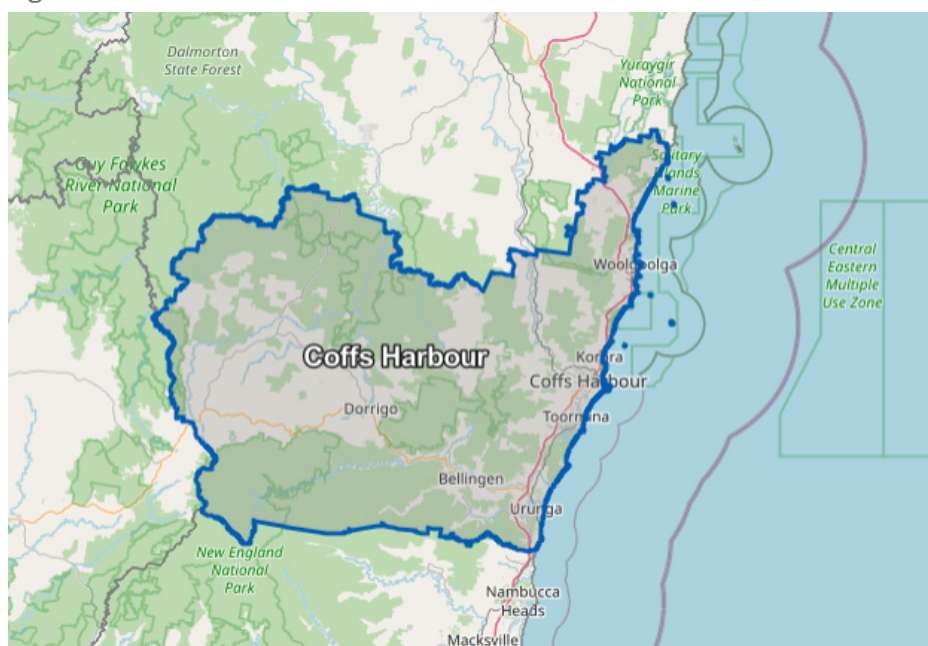 Dalmorton
State Forest
Yuraygir
National
Park
Guy Fawkes
River National
Park
Solitary
Islands
Marine
Park
Woolgoolga
Central
Eastern
Multiple
Use Zone
Coffs Harbour
Korora
Coffs Harbour
Dorrigo
Toormina
Bellingen
Urunga
New England
National
Park
Nambucca
Heads
Macksville